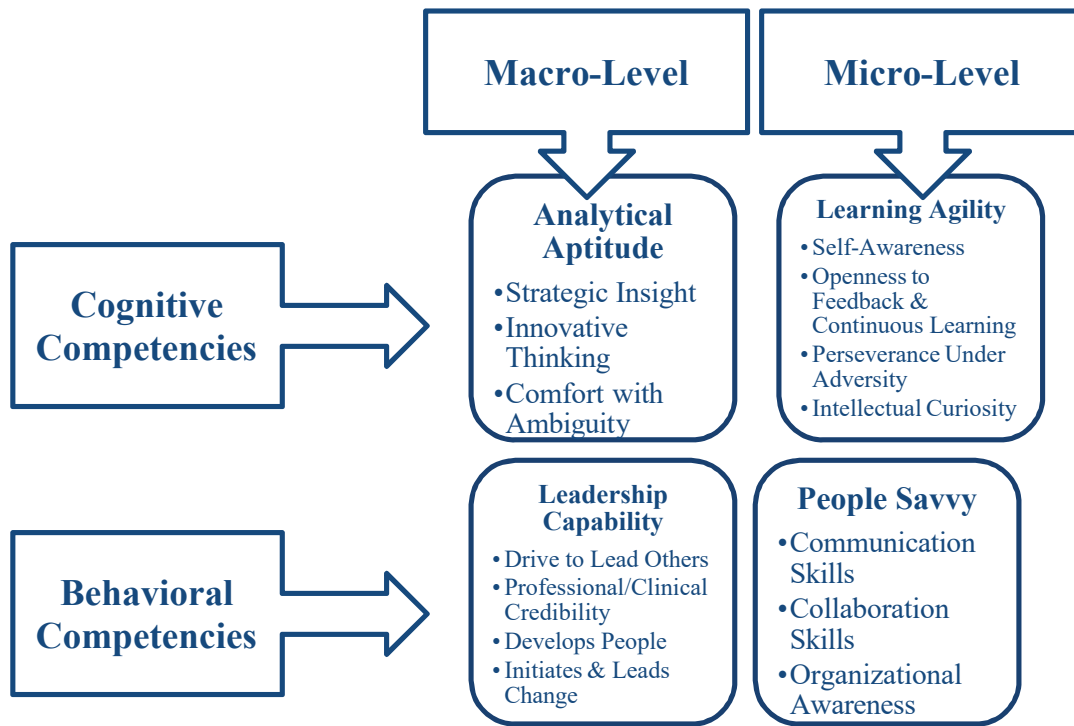 Macro-Level
Micro-Level
Cognitive
Competencies
Analytical
Aptitude
•Strategic Insight
•Innovative
Thinking
•Comfort with
Ambiguity
Learning Agility
•Self-Awareness
•Openness to
Feedback &
Continuous Learning
•Perseverance Under
Adversity
•Intellectual Curiosity
Behavioral
Competencies
Leadership
Capability
•Drive to Lead Others
•Professional/Clinical
Credibility
•Develops People
•Initiates & Leads
Change
People Savvy
•Communication
Skills
•Collaboration
Skills
•Organizational
Awareness